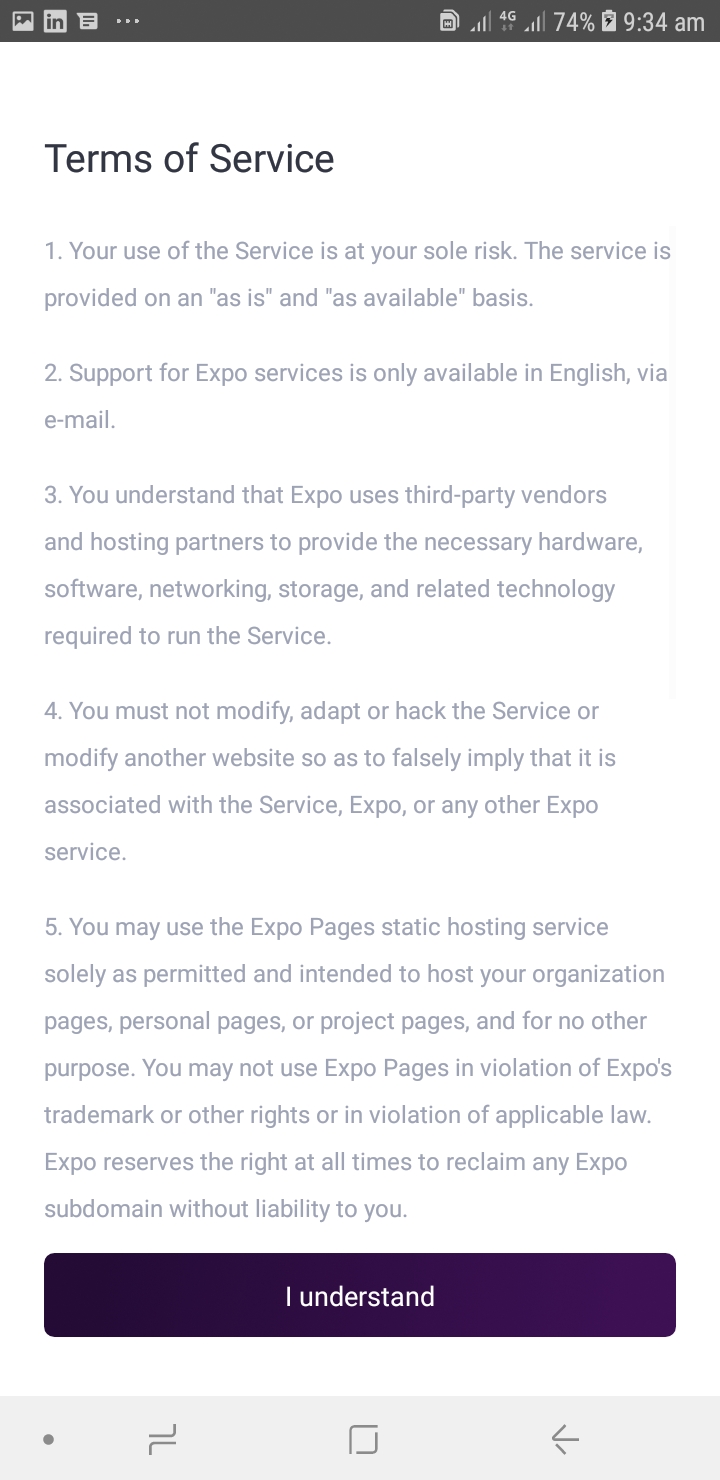 4G 74% 9:34 am
Terms of Service
1. Your use of the Service is at your sole risk. The service is
provided on an "as is" and "as available" basis.
2. Support for Expo services is only available in English, via
e-mail.
3. You understand that Expo uses third-party vendors
and hosting partners to provide the necessary hardware,
software, networking, storage, and related technology
required to run the Service.
4. You must not modify, adapt or hack the Service or
modify another website so as to falsely imply that it is
associated with the Service, Expo, or any other Expo
service.
5. You may use the Expo Pages static hosting service
solely as permitted and intended to host your organization
pages, personal pages, or project pages, and for no other
purpose. You may not use Expo Pages in violation of Expo's
trademark or other rights or in violation of applicable law.
Expo reserves the right at all times to reclaim any Expo
subdomain without liability to you.
I understand